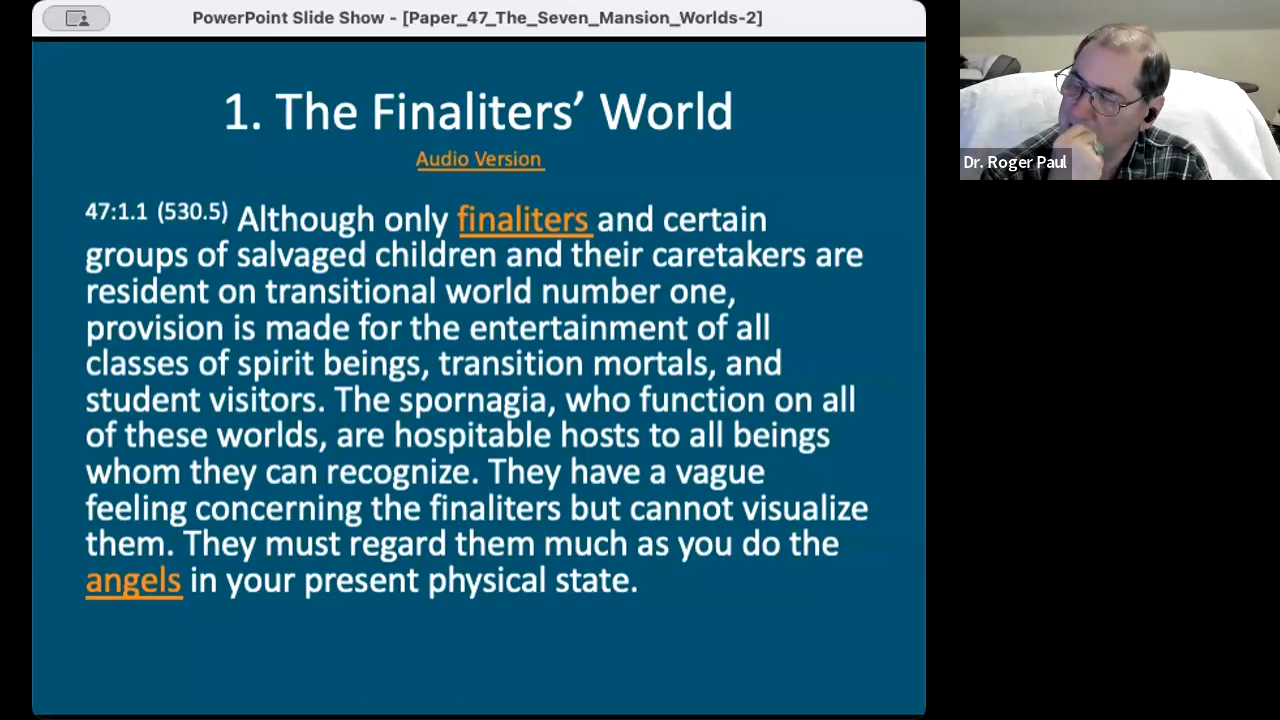 PowerPoint Slide Show - [Paper_47_The_Seven_Mansion_Worlds-2]
1. The Finaliters’ World
Audio Version
47:1.1 (530.5) Although only finaliters and certain
groups of salvaged children and their caretakers are
resident on transitional world number one,
provision is made for the entertainment of all
classes of spirit beings, transition mortals, and
student visitors. The spornagia, who function on all
of these worlds, are hospitable hosts to all beings
whom they can recognize. They have a vague
feeling concerning the finaliters but cannot visualize
them. They must regard them much as you do the
angels in your present physical state.
Dr. Roger Paul